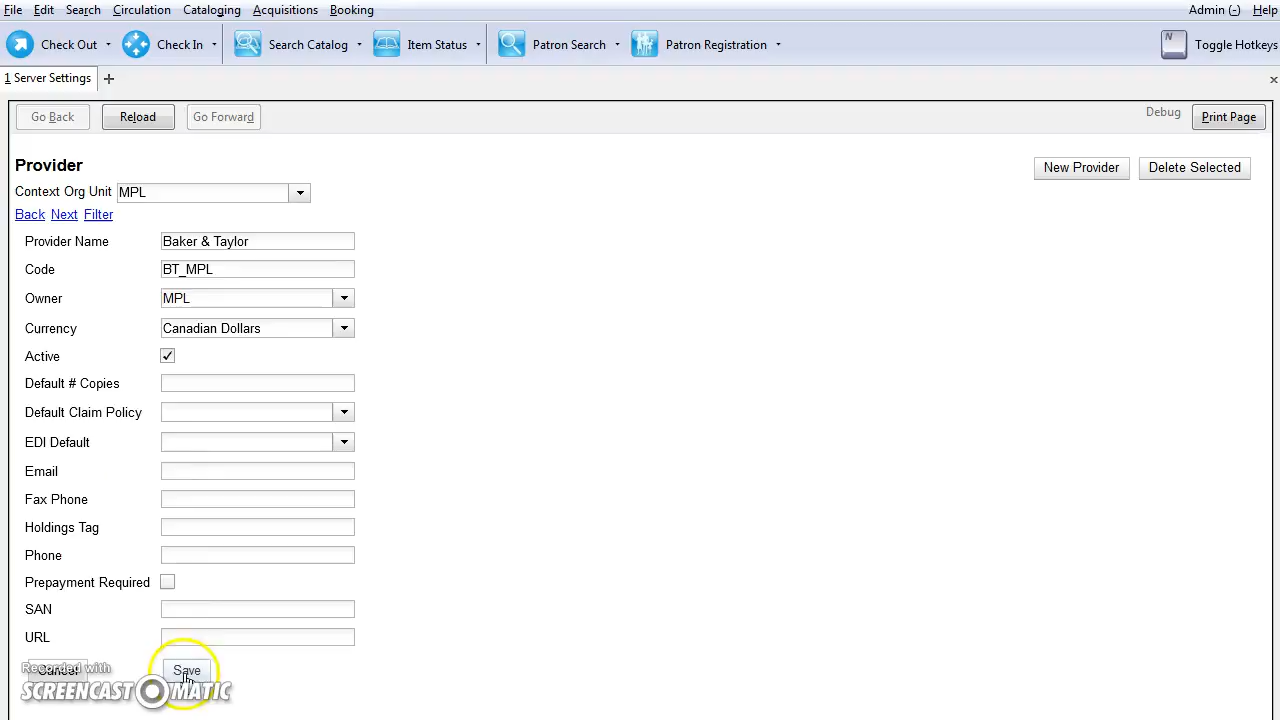 File Edit Search Circulation Cataloging Acquisitions Booking Admin (-) Help
Check Out Check In Search Catalog Item Status Patron Search Patron Registration N Toggle Hotkeys
1 Server Settings
Go Back Reload Go Forward Debug Print Page
Provider New Provider Delete Selected
Context Org Unit MPL
Back Next Filter
Provider Name Baker & Taylor
Code BT_MPL
Owner MPL
Currency Canadian Dollars
Active
Default # Copies
Default Claim Policy
EDI Default
Email
Fax Phone
Holdings Tag
Phone
Prepayment Required
SAN
URL
Cancel Save
Recorded with
SCREENCAST MATIC